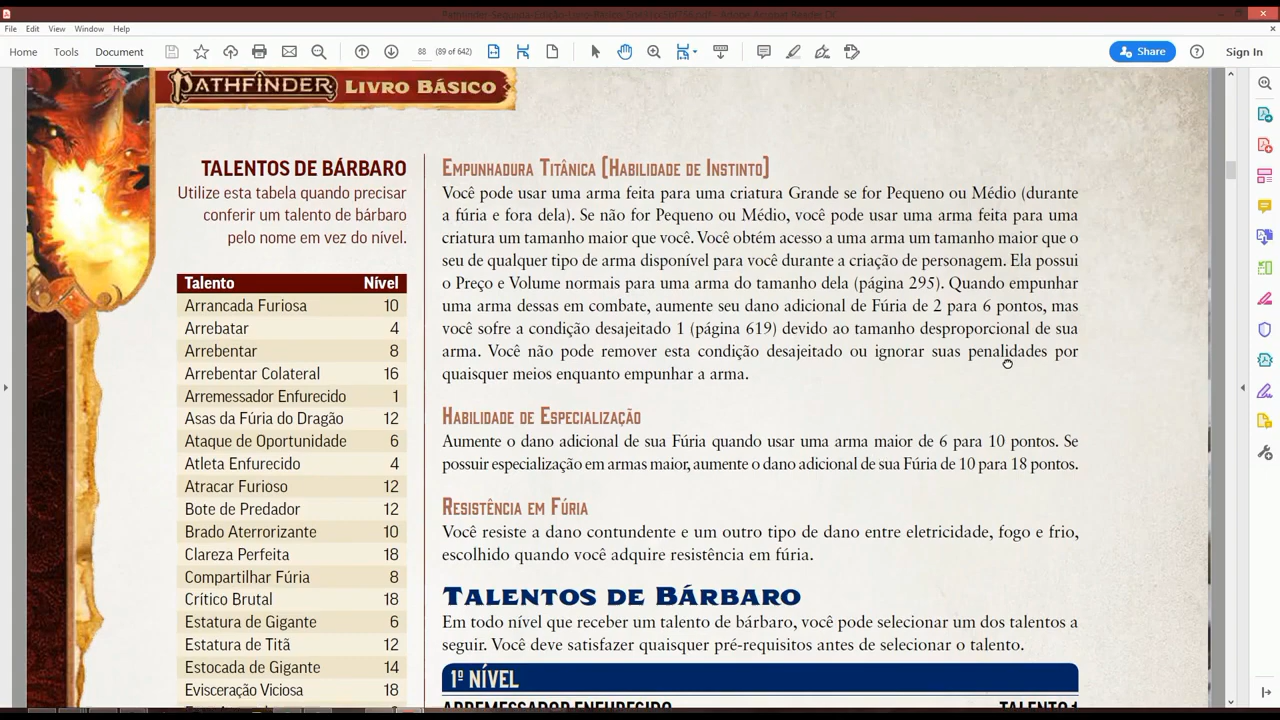 File Edit View Window Help
Home Tools Document 88 (89 of 642) Share Sign In
PATHFINDER LIVRO BÁSICO
TALENTOS DE BÁRBARO
Utilize esta tabela quando precisar
conferir um talento de bárbaro
pelo nome em vez do nível.
Talento Nível
Arrancada Furiosa 10
Arrebatar 4
Arrebentar 8
Arrebentar Colateral 16
Arremessador Enfurecido 1
Asas da Fúria do Dragão 12
Ataque de Oportunidade 6
Atleta Enfurecido 4
Atracar Furioso 12
Bote de Predador 12
Brado Aterrorizante 10
Clareza Perfeita 18
Compartilhar Fúria 8
Crítico Brutal 18
Estatura de Gigante 6
Estatura de Titã 12
Estocada de Gigante 14
Evisceração Viciosa 18
EMPUNHADURA TITÂNICA (HABILIDADE DE INSTINTO)
Você pode usar uma arma feita para uma criatura Grande se for Pequeno ou Médio (durante
a fúria e fora dela). Se não for Pequeno ou Médio, você pode usar uma arma feita para uma
criatura um tamanho maior que você. Você obtém acesso a uma arma um tamanho maior que o
seu de qualquer tipo de arma disponível para você durante a criação de personagem. Ela possui
o Preço e Volume normais para uma arma do tamanho dela (página 295). Quando empunhar
uma arma dessas em combate, aumente seu dano adicional de Fúria de 2 para 6 pontos, mas
você sofre a condição desajeitado 1 (página 619) devido ao tamanho desproporcional de sua
arma. Você não pode remover esta condição desajeitado ou ignorar suas penalidades por
quaisquer meios enquanto empunhar a arma.
HABILIDADE DE ESPECIALIZAÇÃO
Aumente o dano adicional de sua Fúria quando usar uma arma maior de 6 para 10 pontos. Se
possuir especialização em armas maior, aumente o dano adicional de sua Fúria de 10 para 18 pontos.
RESISTÊNCIA EM FÚRIA
Você resiste a dano contundente e um outro tipo de dano entre eletricidade, fogo e frio,
escolhido quando você adquire resistência em fúria.
TALENTOS DE BÁRBARO
Em todo nível que receber um talento de bárbaro, você pode selecionar um dos talentos a
seguir. Você deve satisfazer quaisquer pré-requisitos antes de selecionar o talento.
1º NÍVEL
ARREMESSADOR ENFURECIDO TALENTO 1